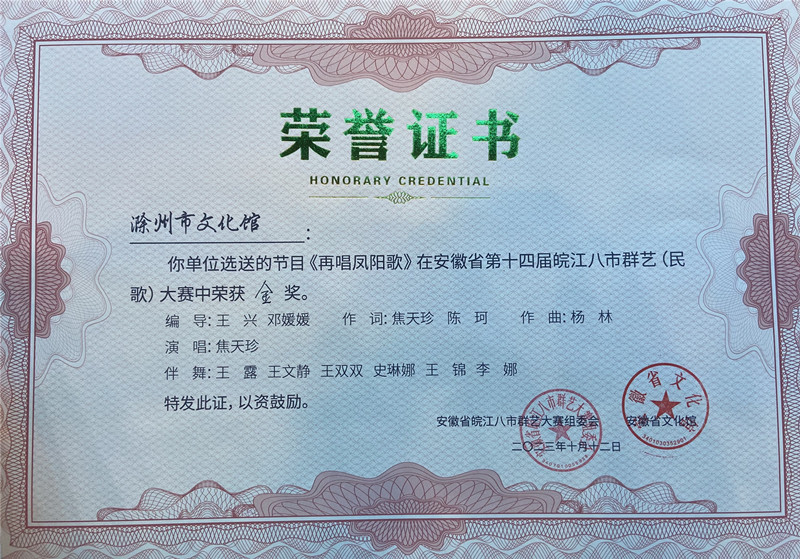 荣誉证书
HONORARY CREDENTIAL
滁州市文化馆：
你单位选送的节目《再唱凤阳歌》在安徽省第十四届皖江八市群艺（民
歌）大赛中荣获 金 奖。
编 导：王 兴 邓媛媛 作 词：焦天珍 陈 珂 作 曲：杨 林
演 唱：焦天珍
伴 舞：王 露 王文静 王双双 史琳娜 王 锦 李 娜
特发此证，以资鼓励。
安徽省皖江八市群艺大赛组委会 安徽省文化馆
二〇二三年十月十二日
安徽省文化馆